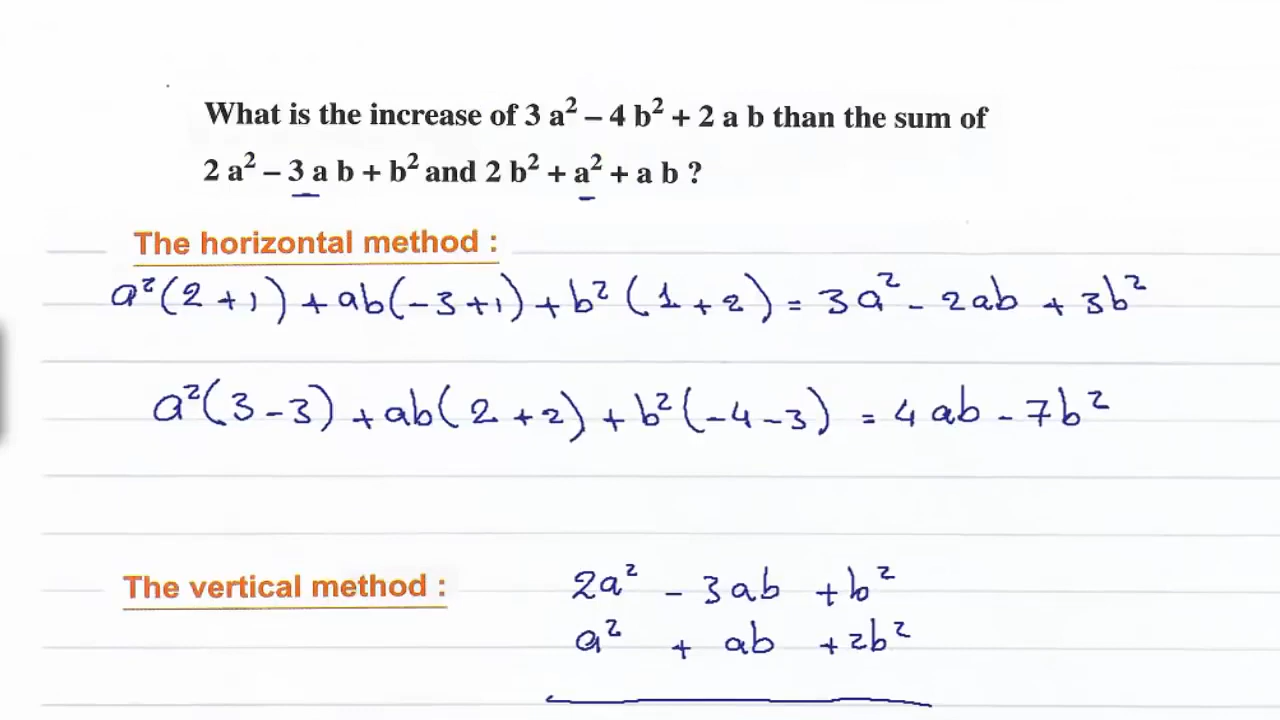 What is the increase of 3 a² – 4 b² + 2 a b than the sum of
2 a² – 3 a b + b² and 2 b² + a² + a b ?
The horizontal method :
a²(2+1) + ab(-3+1) + b²(1+2) = 3a² - 2ab + 3b²
a²(3-3) + ab(2+2) + b²(-4-3) = 4ab - 7b²
The vertical method :
2a² - 3ab + b²
a² + ab + 2b²